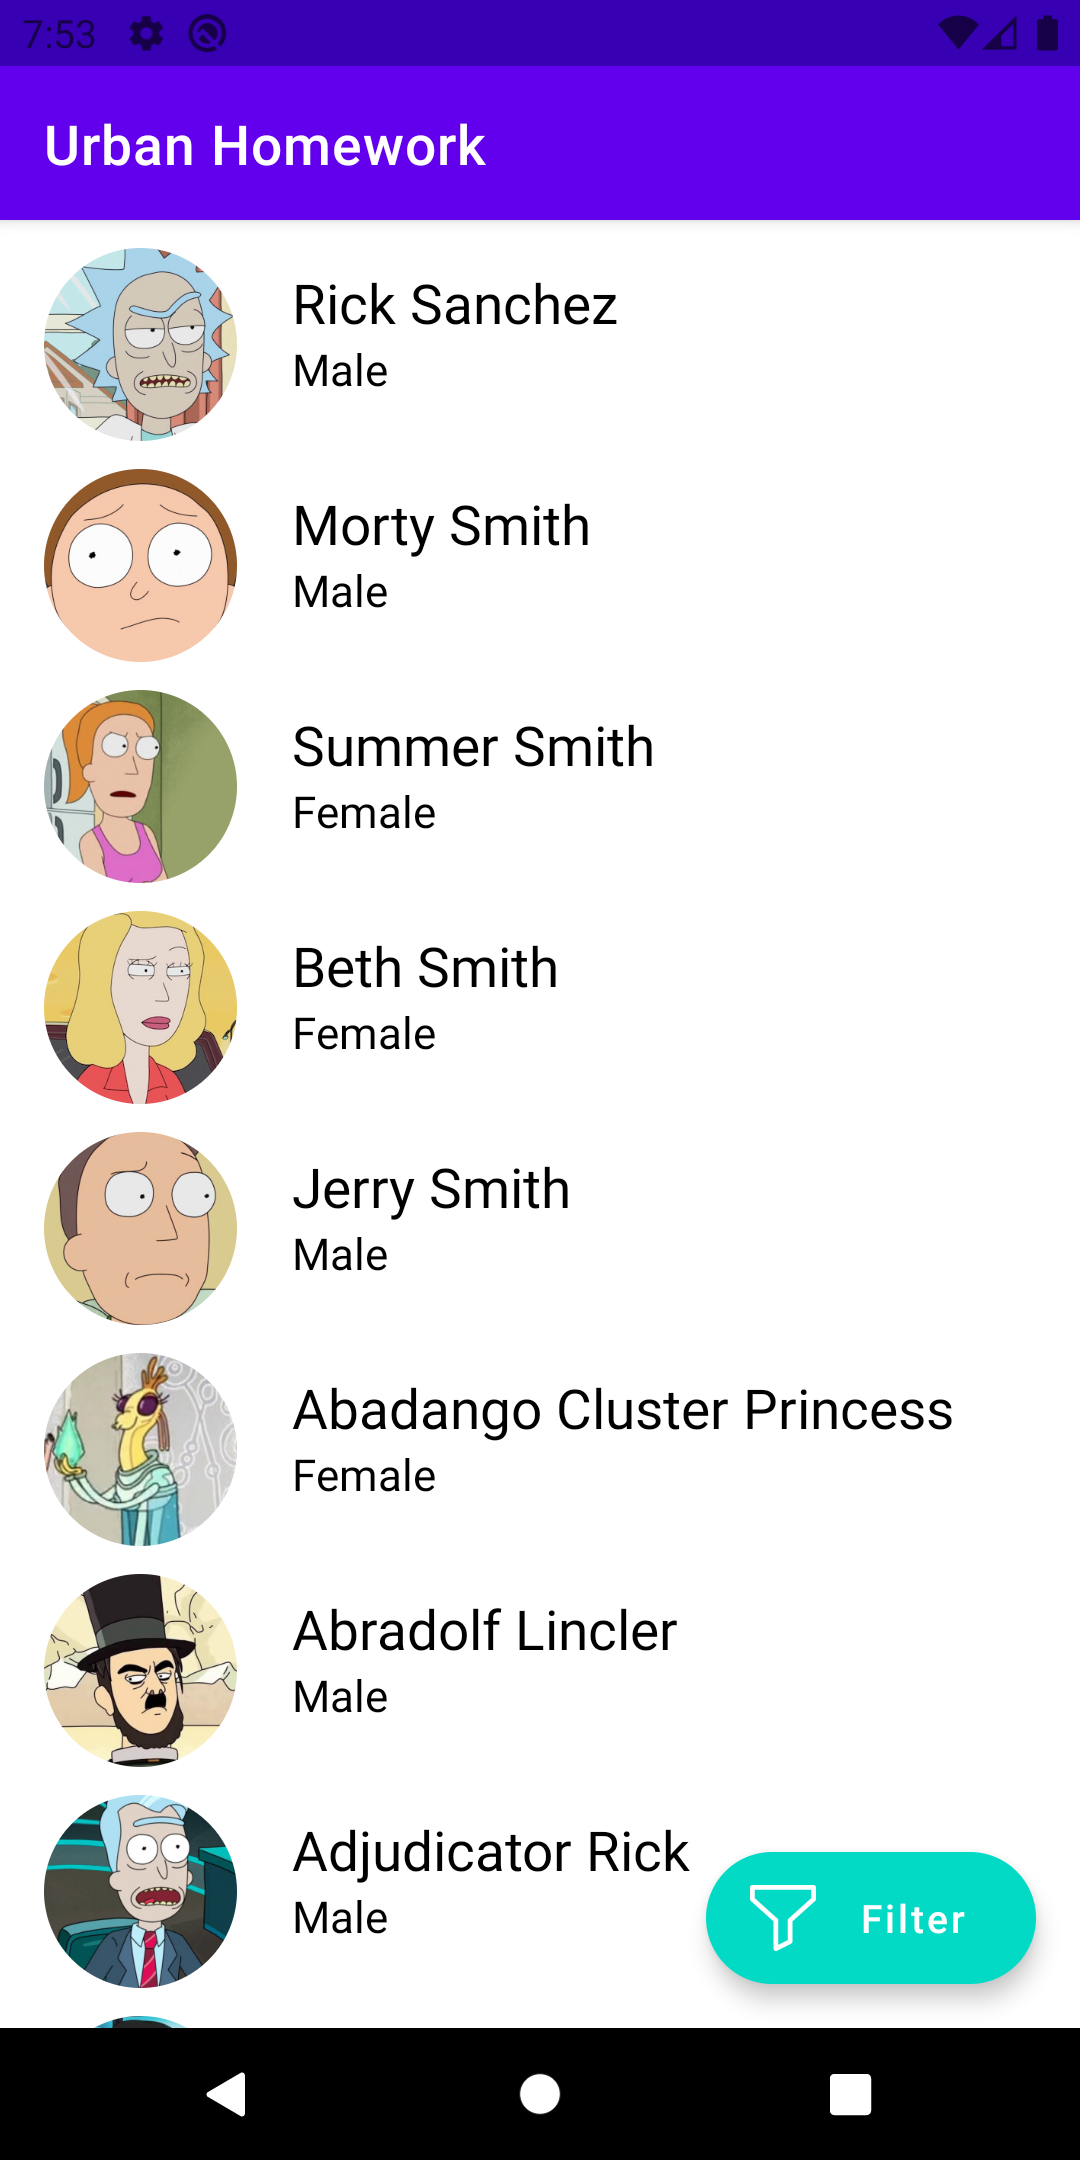 7:53
Urban Homework
Rick Sanchez
Male
Morty Smith
Male
Summer Smith
Female
Beth Smith
Female
Jerry Smith
Male
Abadango Cluster Princess
Female
Abradolf Lincler
Male
Adjudicator Rick
Male
Filter